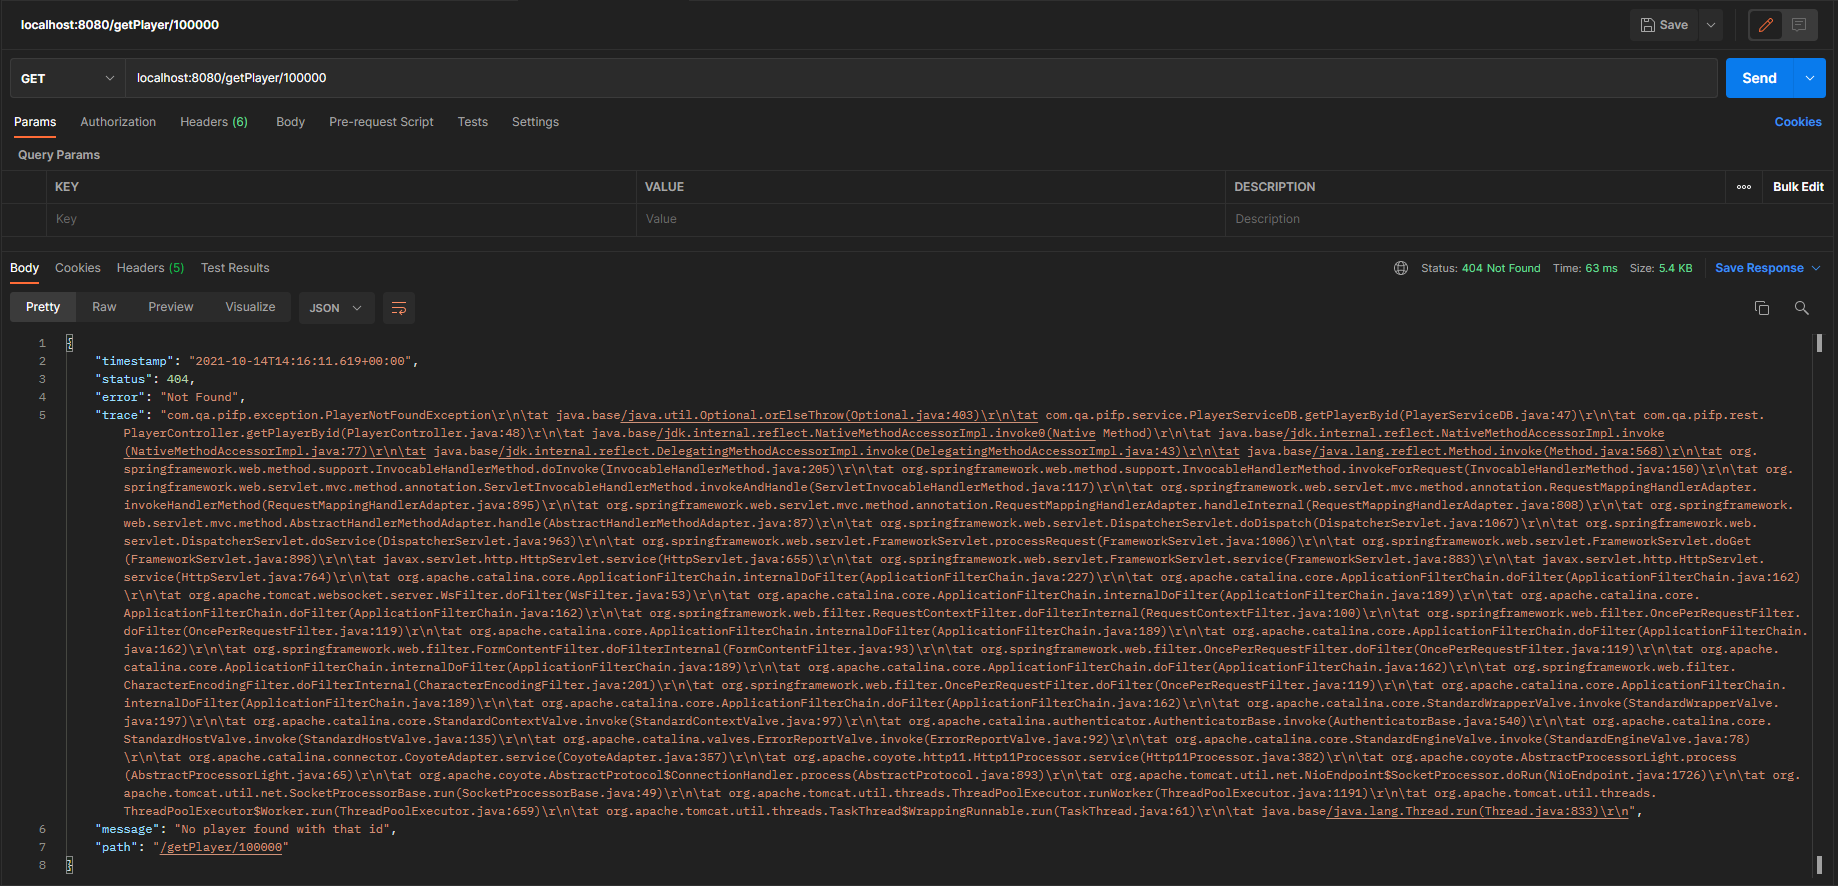 localhost:8080/getPlayer/100000
Save
GET
localhost:8080/getPlayer/100000
Send
Params Authorization Headers (6) Body Pre-request Script Tests Settings Cookies
Query Params
KEY VALUE DESCRIPTION Bulk Edit
Key Value Description
Body Cookies Headers (5) Test Results Status: 404 Not Found Time: 63 ms Size: 5.4 KB Save Response
Pretty Raw Preview Visualize JSON
1 {
2 "timestamp": "2021-10-14T14:16:11.619+00:00",
3 "status": 404,
4 "error": "Not Found",
5 "trace": "com.qa.pifp.exception.PlayerNotFoundException\r\n\tat java.base/java.util.Optional.orElseThrow(Optional.java:403)\r\n\tat com.qa.pifp.service.PlayerServiceDB.getPlayerByid(PlayerServiceDB.java:47)\r\n\tat com.qa.pifp.rest.
PlayerController.getPlayerByid(PlayerController.java:48)\r\n\tat java.base/jdk.internal.reflect.NativeMethodAccessorImpl.invoke0(Native Method)\r\n\tat java.base/jdk.internal.reflect.NativeMethodAccessorImpl.invoke
(NativeMethodAccessorImpl.java:77)\r\n\tat java.base/jdk.internal.reflect.DelegatingMethodAccessorImpl.invoke(DelegatingMethodAccessorImpl.java:43)\r\n\tat java.base/java.lang.reflect.Method.invoke(Method.java:568)\r\n\tat org.
springframework.web.method.support.InvocableHandlerMethod.doInvoke(InvocableHandlerMethod.java:205)\r\n\tat org.springframework.web.method.support.InvocableHandlerMethod.invokeForRequest(InvocableHandlerMethod.java:150)\r\n\tat org.
springframework.web.servlet.mvc.method.annotation.ServletInvocableHandlerMethod.invokeAndHandle(ServletInvocableHandlerMethod.java:117)\r\n\tat org.springframework.web.servlet.mvc.method.annotation.RequestMappingHandlerAdapter.
invokeHandlerMethod(RequestMappingHandlerAdapter.java:895)\r\n\tat org.springframework.web.servlet.mvc.method.annotation.RequestMappingHandlerAdapter.handleInternal(RequestMappingHandlerAdapter.java:808)\r\n\tat org.springframework.
web.servlet.mvc.method.AbstractHandlerMethodAdapter.handle(AbstractHandlerMethodAdapter.java:87)\r\n\tat org.springframework.web.servlet.DispatcherServlet.doDispatch(DispatcherServlet.java:1067)\r\n\tat org.springframework.web.
servlet.DispatcherServlet.doService(DispatcherServlet.java:963)\r\n\tat org.springframework.web.servlet.FrameworkServlet.processRequest(FrameworkServlet.java:1006)\r\n\tat org.springframework.web.servlet.FrameworkServlet.doGet
(FrameworkServlet.java:898)\r\n\tat javax.servlet.http.HttpServlet.service(HttpServlet.java:655)\r\n\tat org.springframework.web.servlet.FrameworkServlet.service(FrameworkServlet.java:883)\r\n\tat javax.servlet.http.HttpServlet.
service(HttpServlet.java:764)\r\n\tat org.apache.catalina.core.ApplicationFilterChain.internalDoFilter(ApplicationFilterChain.java:227)\r\n\tat org.apache.catalina.core.ApplicationFilterChain.doFilter(ApplicationFilterChain.java:162)
\r\n\tat org.apache.tomcat.websocket.server.WsFilter.doFilter(WsFilter.java:53)\r\n\tat org.apache.catalina.core.ApplicationFilterChain.internalDoFilter(ApplicationFilterChain.java:189)\r\n\tat org.apache.catalina.core.
ApplicationFilterChain.doFilter(ApplicationFilterChain.java:162)\r\n\tat org.springframework.web.filter.RequestContextFilter.doFilterInternal(RequestContextFilter.java:100)\r\n\tat org.springframework.web.filter.OncePerRequestFilter.
doFilter(OncePerRequestFilter.java:119)\r\n\tat org.apache.catalina.core.ApplicationFilterChain.internalDoFilter(ApplicationFilterChain.java:189)\r\n\tat org.apache.catalina.core.ApplicationFilterChain.doFilter(ApplicationFilterChain.
java:162)\r\n\tat org.springframework.web.filter.FormContentFilter.doFilterInternal(FormContentFilter.java:93)\r\n\tat org.springframework.web.filter.OncePerRequestFilter.doFilter(OncePerRequestFilter.java:119)\r\n\tat org.apache.
catalina.core.ApplicationFilterChain.internalDoFilter(ApplicationFilterChain.java:189)\r\n\tat org.apache.catalina.core.ApplicationFilterChain.doFilter(ApplicationFilterChain.java:162)\r\n\tat org.springframework.web.filter.
CharacterEncodingFilter.doFilterInternal(CharacterEncodingFilter.java:201)\r\n\tat org.springframework.web.filter.OncePerRequestFilter.doFilter(OncePerRequestFilter.java:119)\r\n\tat org.apache.catalina.core.ApplicationFilterChain.
internalDoFilter(ApplicationFilterChain.java:189)\r\n\tat org.apache.catalina.core.ApplicationFilterChain.doFilter(ApplicationFilterChain.java:162)\r\n\tat org.apache.catalina.core.StandardWrapperValve.invoke(StandardWrapperValve.
java:197)\r\n\tat org.apache.catalina.core.StandardContextValve.invoke(StandardContextValve.java:97)\r\n\tat org.apache.catalina.authenticator.AuthenticatorBase.invoke(AuthenticatorBase.java:540)\r\n\tat org.apache.catalina.core.
StandardHostValve.invoke(StandardHostValve.java:135)\r\n\tat org.apache.catalina.valves.ErrorReportValve.invoke(ErrorReportValve.java:92)\r\n\tat org.apache.catalina.core.StandardEngineValve.invoke(StandardEngineValve.java:78)
\r\n\tat org.apache.catalina.connector.CoyoteAdapter.service(CoyoteAdapter.java:357)\r\n\tat org.apache.coyote.http11.Http11Processor.service(Http11Processor.java:382)\r\n\tat org.apache.coyote.AbstractProcessorLight.process
(AbstractProcessorLight.java:65)\r\n\tat org.apache.coyote.AbstractProtocol$ConnectionHandler.process(AbstractProtocol.java:893)\r\n\tat org.apache.tomcat.util.net.NioEndpoint$SocketProcessor.doRun(NioEndpoint.java:1726)\r\n\tat org.
apache.tomcat.util.net.SocketProcessorBase.run(SocketProcessorBase.java:49)\r\n\tat org.apache.tomcat.util.threads.ThreadPoolExecutor.runWorker(ThreadPoolExecutor.java:1191)\r\n\tat org.apache.tomcat.util.threads.
ThreadPoolExecutor$Worker.run(ThreadPoolExecutor.java:659)\r\n\tat org.apache.tomcat.util.threads.TaskThread$WrappingRunnable.run(TaskThread.java:61)\r\n\tat java.base/java.lang.Thread.run(Thread.java:833)\r\n",
6 "message": "No player found with that id",
7 "path": "/getPlayer/100000"
8 }